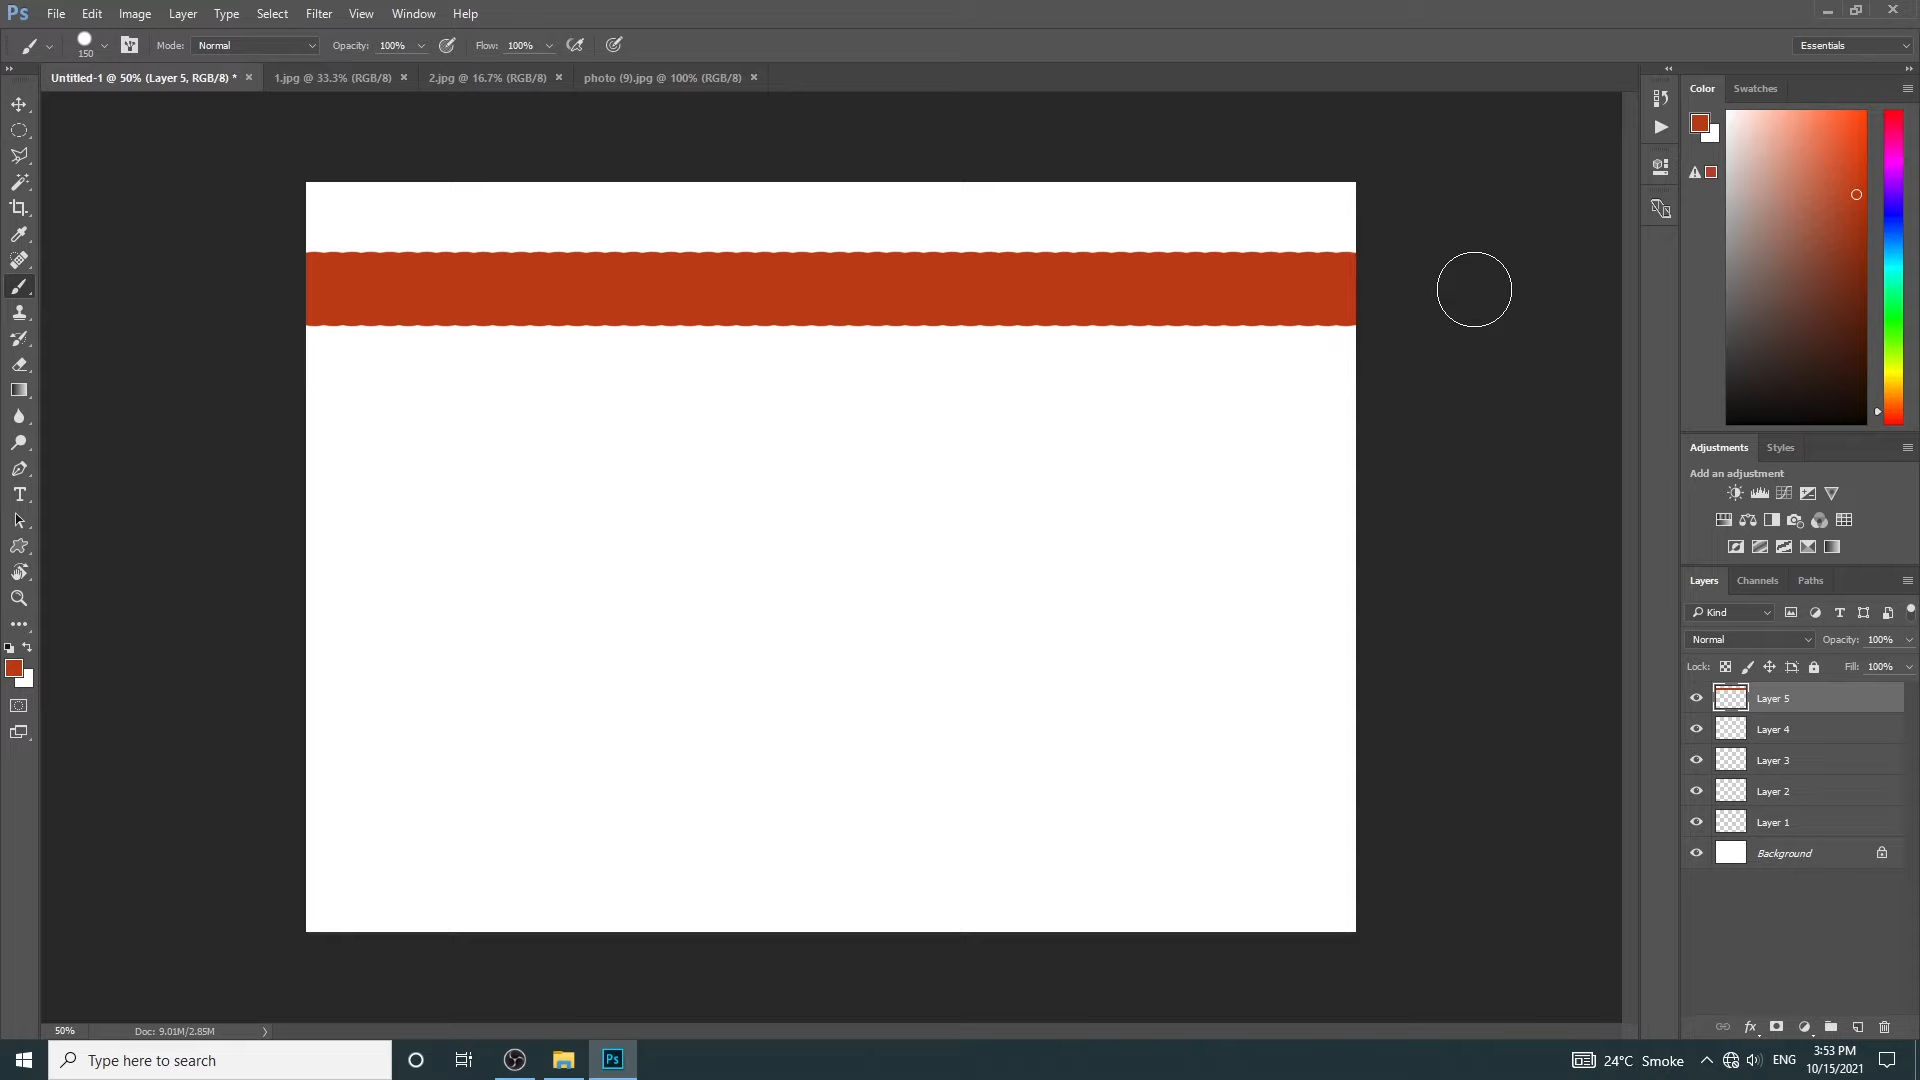 Ps File Edit Image Layer Type Select Filter View Window Help
150 Mode: Normal Opacity: 100% Flow: 100% Essentials
Untitled-1 @ 50% (Layer 5, RGB/8) * 1.jpg @ 33.3% (RGB/8) 2.jpg @ 16.7% (RGB/8) photo (9).jpg @ 100% (RGB/8)
Color Swatches
Adjustments Styles
Add an adjustment
Layers Channels Paths
Kind
Normal Opacity: 100%
Lock: Fill: 100%
Layer 5
Layer 4
Layer 3
Layer 2
Layer 1
Background
fx
50% Doc: 9.01M/2.85M
Type here to search Ps 24°C Smoke ENG 3:53 PM
10/15/2021